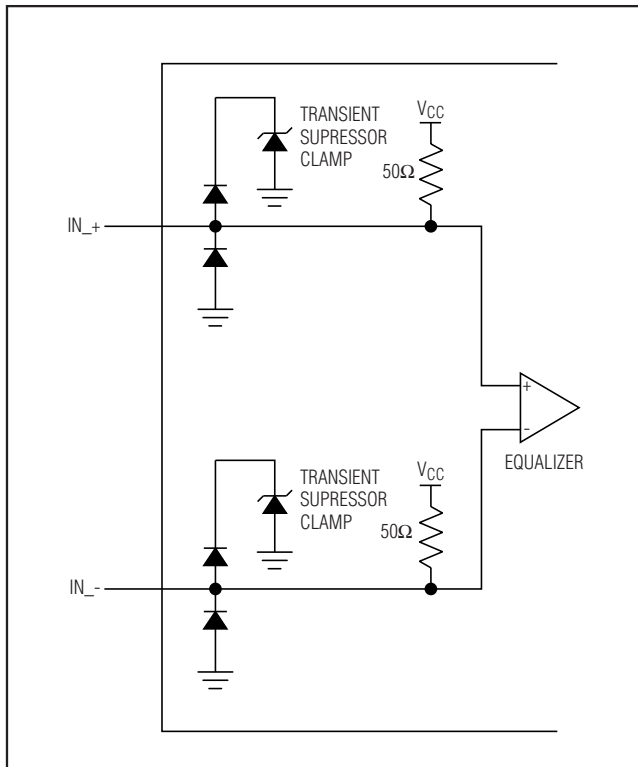 TRANSIENT
SUPRESSOR
CLAMP
VCC
50Ω
IN_+
+
-
EQUALIZER
TRANSIENT
SUPRESSOR
CLAMP
VCC
50Ω
IN_-